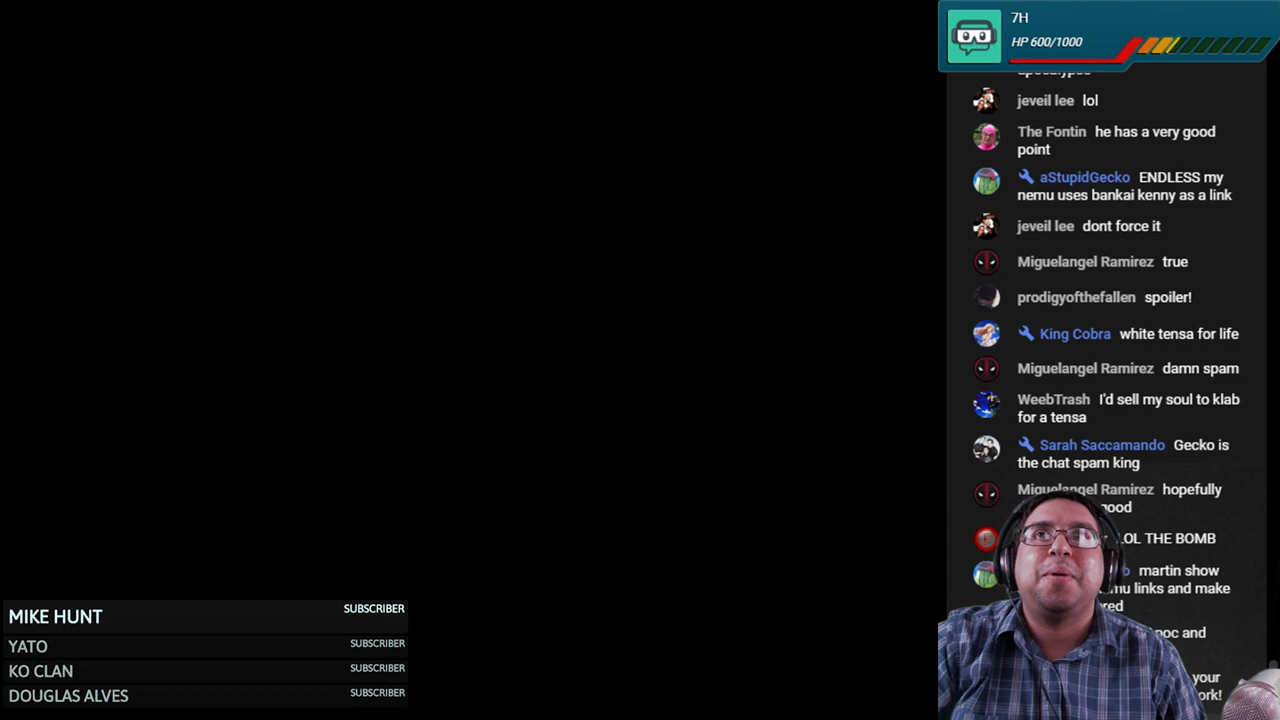 7H
HP 600/1000
apocalypse
jeveil lee lol
The Fontin he has a very good
point
aStupidGecko ENDLESS my
nemu uses bankai kenny as a link
jeveil lee dont force it
Miguelangel Ramirez true
prodigyofthefallen spoiler!
King Cobra white tensa for life
Miguelangel Ramirez damn spam
WeebTrash I'd sell my soul to klab
for a tensa
Sarah Saccamando Gecko is
the chat spam king
Miguelangel Ramirez hopefully
good
LOL THE BOMB
martin show
links and make
and
your
MIKE HUNT SUBSCRIBER
YATO SUBSCRIBER
KO CLAN SUBSCRIBER
DOUGLAS ALVES SUBSCRIBER